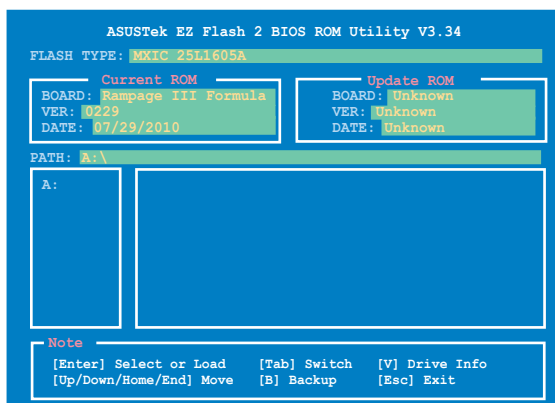 ASUSTek EZ Flash 2 BIOS ROM Utility V3.34
FLASH TYPE: MXIC 25L1605A
Current ROM
BOARD: Rampage III Formula
VER: 0229
DATE: 07/29/2010
Update ROM
BOARD: Unknown
VER: Unknown
DATE: Unknown
PATH: A:\
A:
Note
[Enter] Select or Load [Tab] Switch [V] Drive Info
[Up/Down/Home/End] Move [B] Backup [Esc] Exit